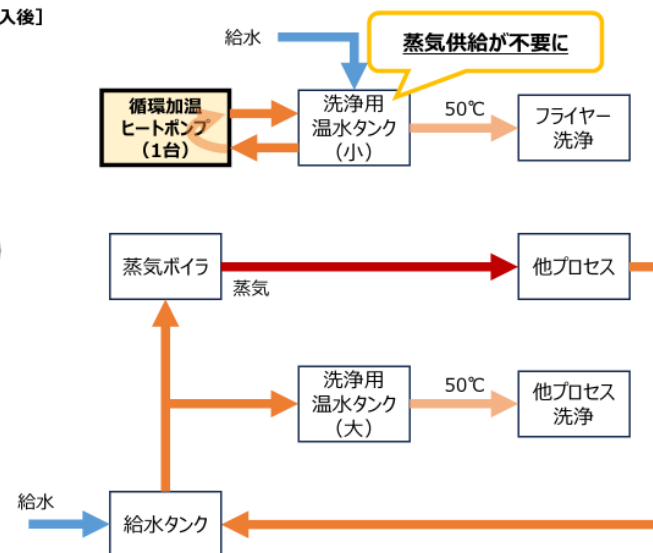 入後]
給水
蒸気供給が不要に
循環加温
ヒートポンプ
（1台）
洗浄用
温水タンク
（小）
50℃
フライヤー
洗浄
蒸気ボイラ
蒸気
他プロセス
洗浄用
温水タンク
（大）
50℃
他プロセス
洗浄
給水
給水タンク